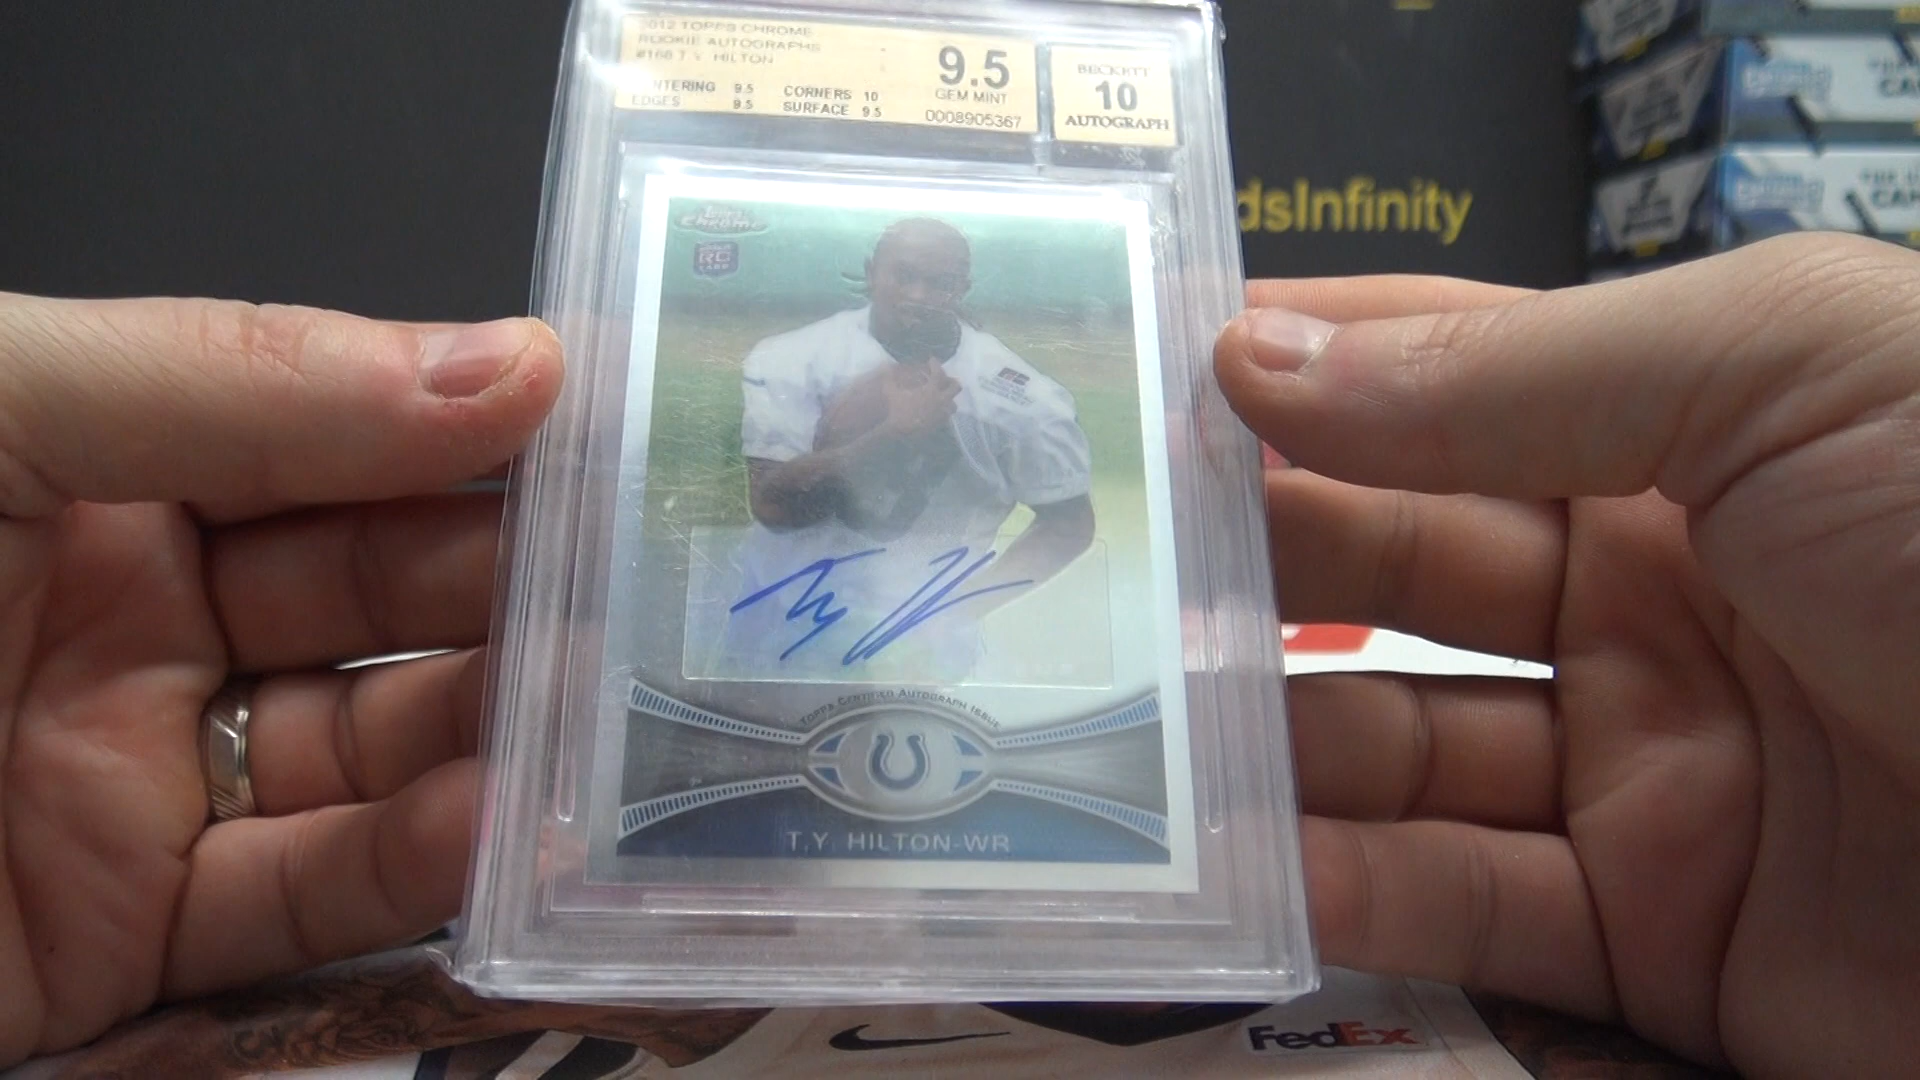 2012 TOPPS CHROME
ROOKIE AUTOGRAPHS
#166 T.Y. HILTON
CENTERING 9.5 CORNERS 10
EDGES 9.5 SURFACE 9.5
9.5
GEM MINT
0008905367
BECKETT
10
AUTOGRAPH
dsInfinity
Topps
Chrome
RC
CARD
TOPPS CERTIFIED AUTOGRAPH ISSUE
T.Y. HILTON-WR
FedEx